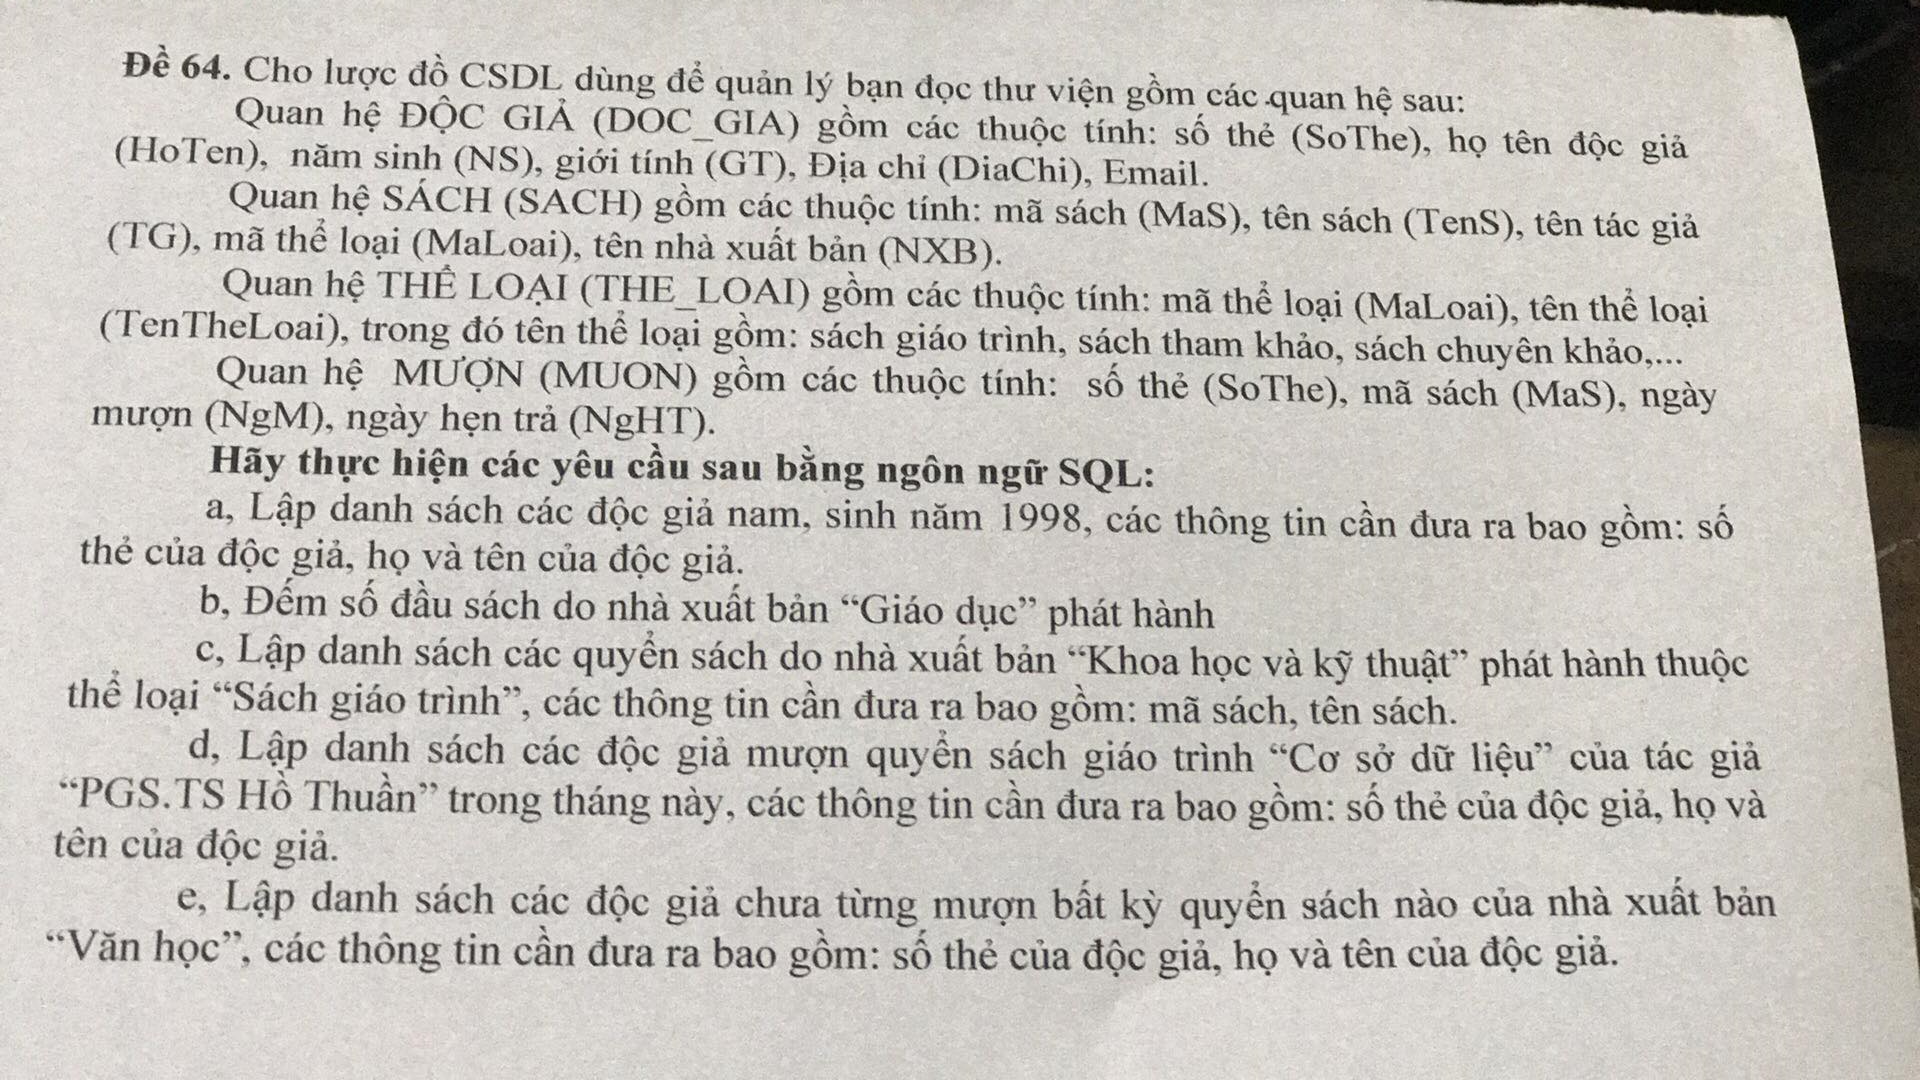 Đề 64. Cho lược đồ CSDL dùng để quản lý bạn đọc thư viện gồm các quan hệ sau:
Quan hệ ĐỘC GIẢ (DOC_GIA) gồm các thuộc tính: số thẻ (SoThe), họ tên độc giả
(HoTen), năm sinh (NS), giới tính (GT), Địa chỉ (DiaChi), Email.
Quan hệ SÁCH (SACH) gồm các thuộc tính: mã sách (MaS), tên sách (TenS), tên tác giả
(TG), mã thể loại (MaLoai), tên nhà xuất bản (NXB).
Quan hệ THỂ LOẠI (THE_LOAI) gồm các thuộc tính: mã thể loại (MaLoai), tên thể loại
(TenTheLoai), trong đó tên thể loại gồm: sách giáo trình, sách tham khảo, sách chuyên khảo,...
Quan hệ MƯỢN (MUON) gồm các thuộc tính: số thẻ (SoThe), mã sách (MaS), ngày
mượn (NgM), ngày hẹn trả (NgHT).
Hãy thực hiện các yêu cầu sau bằng ngôn ngữ SQL:
a, Lập danh sách các độc giả nam, sinh năm 1998, các thông tin cần đưa ra bao gồm: số
thẻ của độc giả, họ và tên của độc giả.
b, Đếm số đầu sách do nhà xuất bản “Giáo dục” phát hành
c, Lập danh sách các quyển sách do nhà xuất bản “Khoa học và kỹ thuật” phát hành thuộc
thể loại “Sách giáo trình”, các thông tin cần đưa ra bao gồm: mã sách, tên sách.
d, Lập danh sách các độc giả mượn quyển sách giáo trình “Cơ sở dữ liệu” của tác giả
“PGS.TS Hồ Thuần” trong tháng này, các thông tin cần đưa ra bao gồm: số thẻ của độc giả, họ và
tên của độc giả.
e, Lập danh sách các độc giả chưa từng mượn bất kỳ quyển sách nào của nhà xuất bản
“Văn học”, các thông tin cần đưa ra bao gồm: số thẻ của độc giả, họ và tên của độc giả.